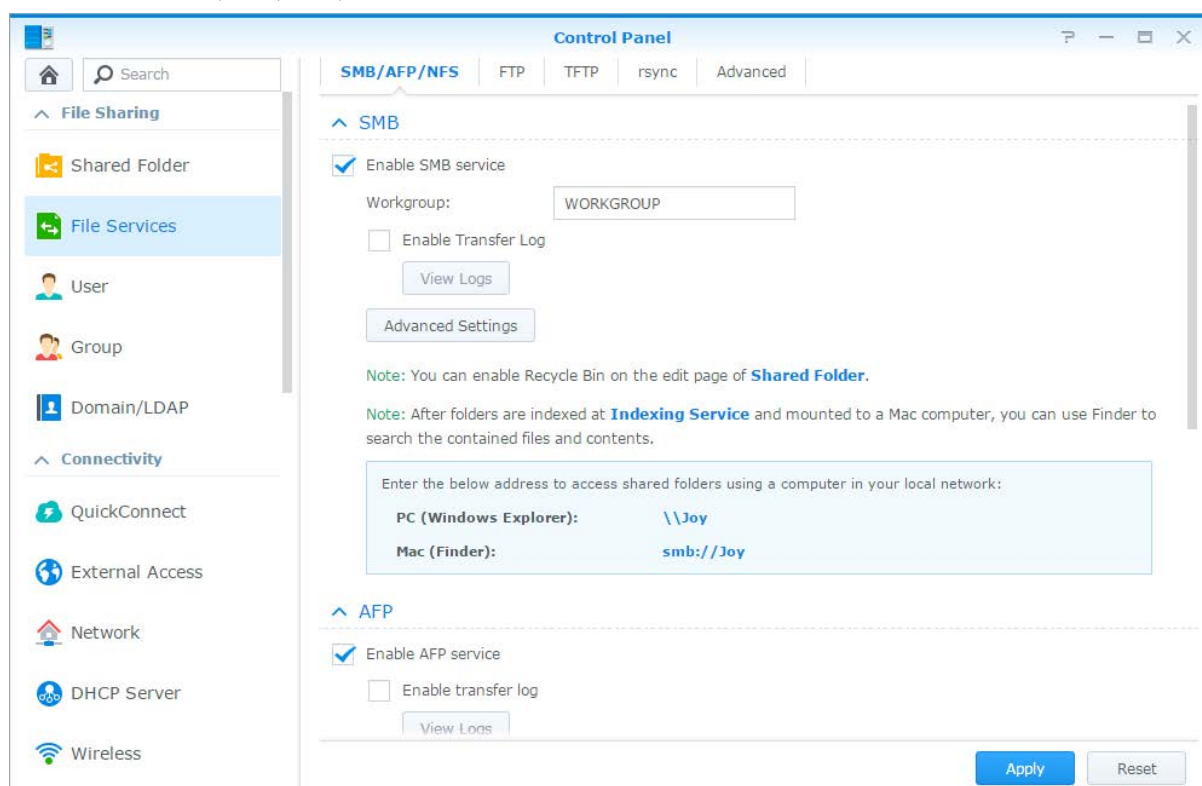 Control Panel
Search
SMB/AFP/NFS FTP TFTP rsync Advanced
File Sharing
Shared Folder
File Services
User
Group
Domain/LDAP
Connectivity
QuickConnect
External Access
Network
DHCP Server
Wireless
SMB
Enable SMB service
Workgroup: WORKGROUP
Enable Transfer Log
View Logs
Advanced Settings
Note: You can enable Recycle Bin on the edit page of Shared Folder.
Note: After folders are indexed at Indexing Service and mounted to a Mac computer, you can use Finder to
search the contained files and contents.
Enter the below address to access shared folders using a computer in your local network:
PC (Windows Explorer): \\Joy
Mac (Finder): smb://Joy
AFP
Enable AFP service
Enable transfer log
View Logs
Apply Reset